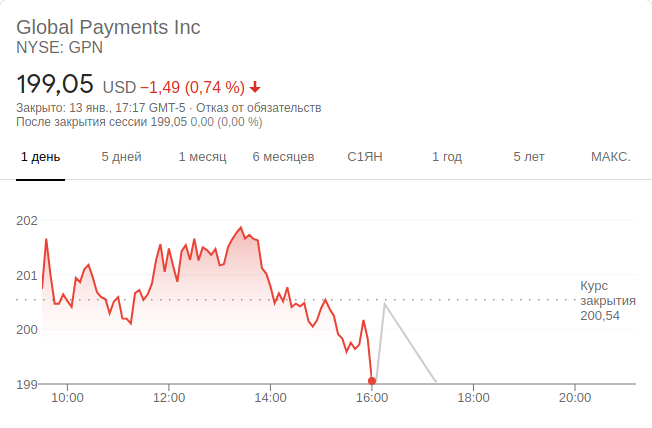 Global Payments Inc
NYSE: GPN
199,05 USD −1,49 (0,74 %)
Закрыто: 13 янв., 17:17 GMT-5 · Отказ от обязательств
После закрытия сессии 199,05 0,00 (0,00 %)
1 день 5 дней 1 месяц 6 месяцев С1ЯН 1 год 5 лет МАКС.
202
201
Курс
закрытия
200,54
200
199
10:00 12:00 14:00 16:00 18:00 20:00